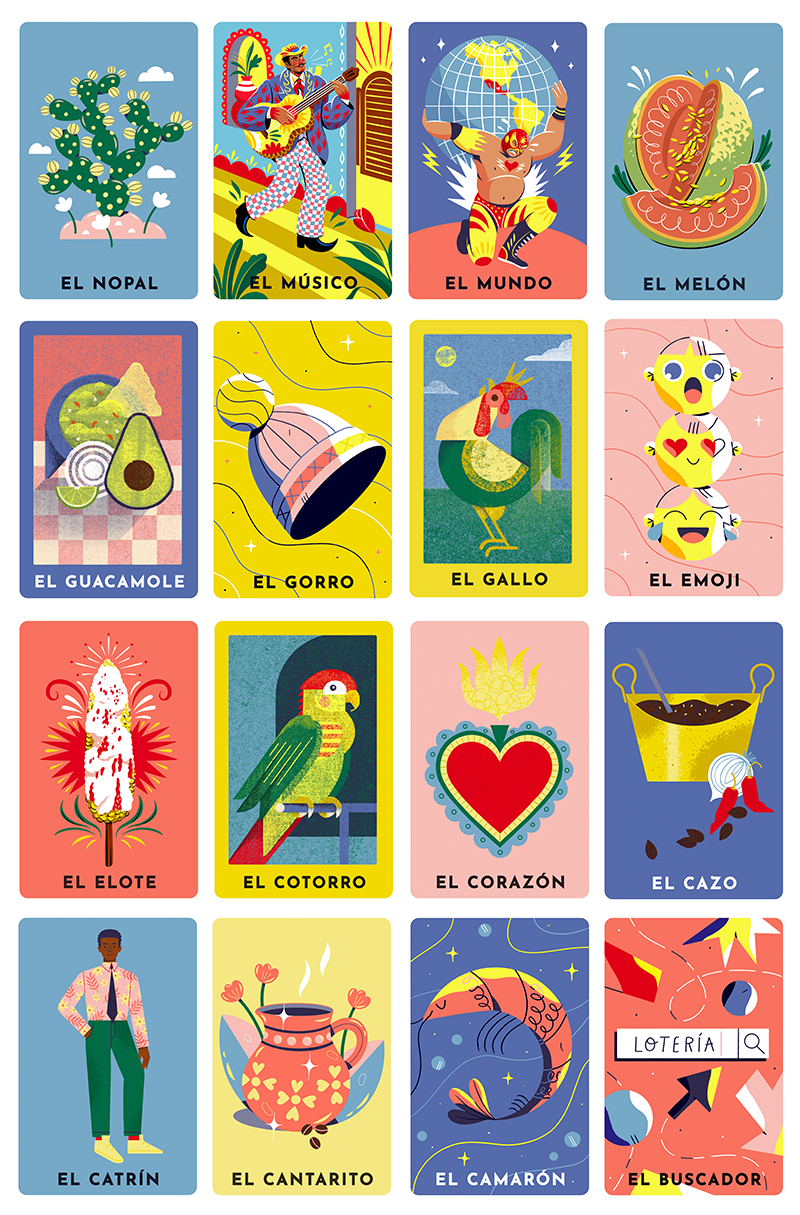 EL NOPAL
EL MÚSICO
EL MUNDO
EL MELÓN
EL GUACAMOLE
EL GORRO
EL GALLO
EL EMOJI
EL ELOTE
EL COTORRO
EL CORAZÓN
EL CAZO
LOTERÍA
EL CATRÍN
EL CANTARITO
EL CAMARÓN
EL BUSCADOR